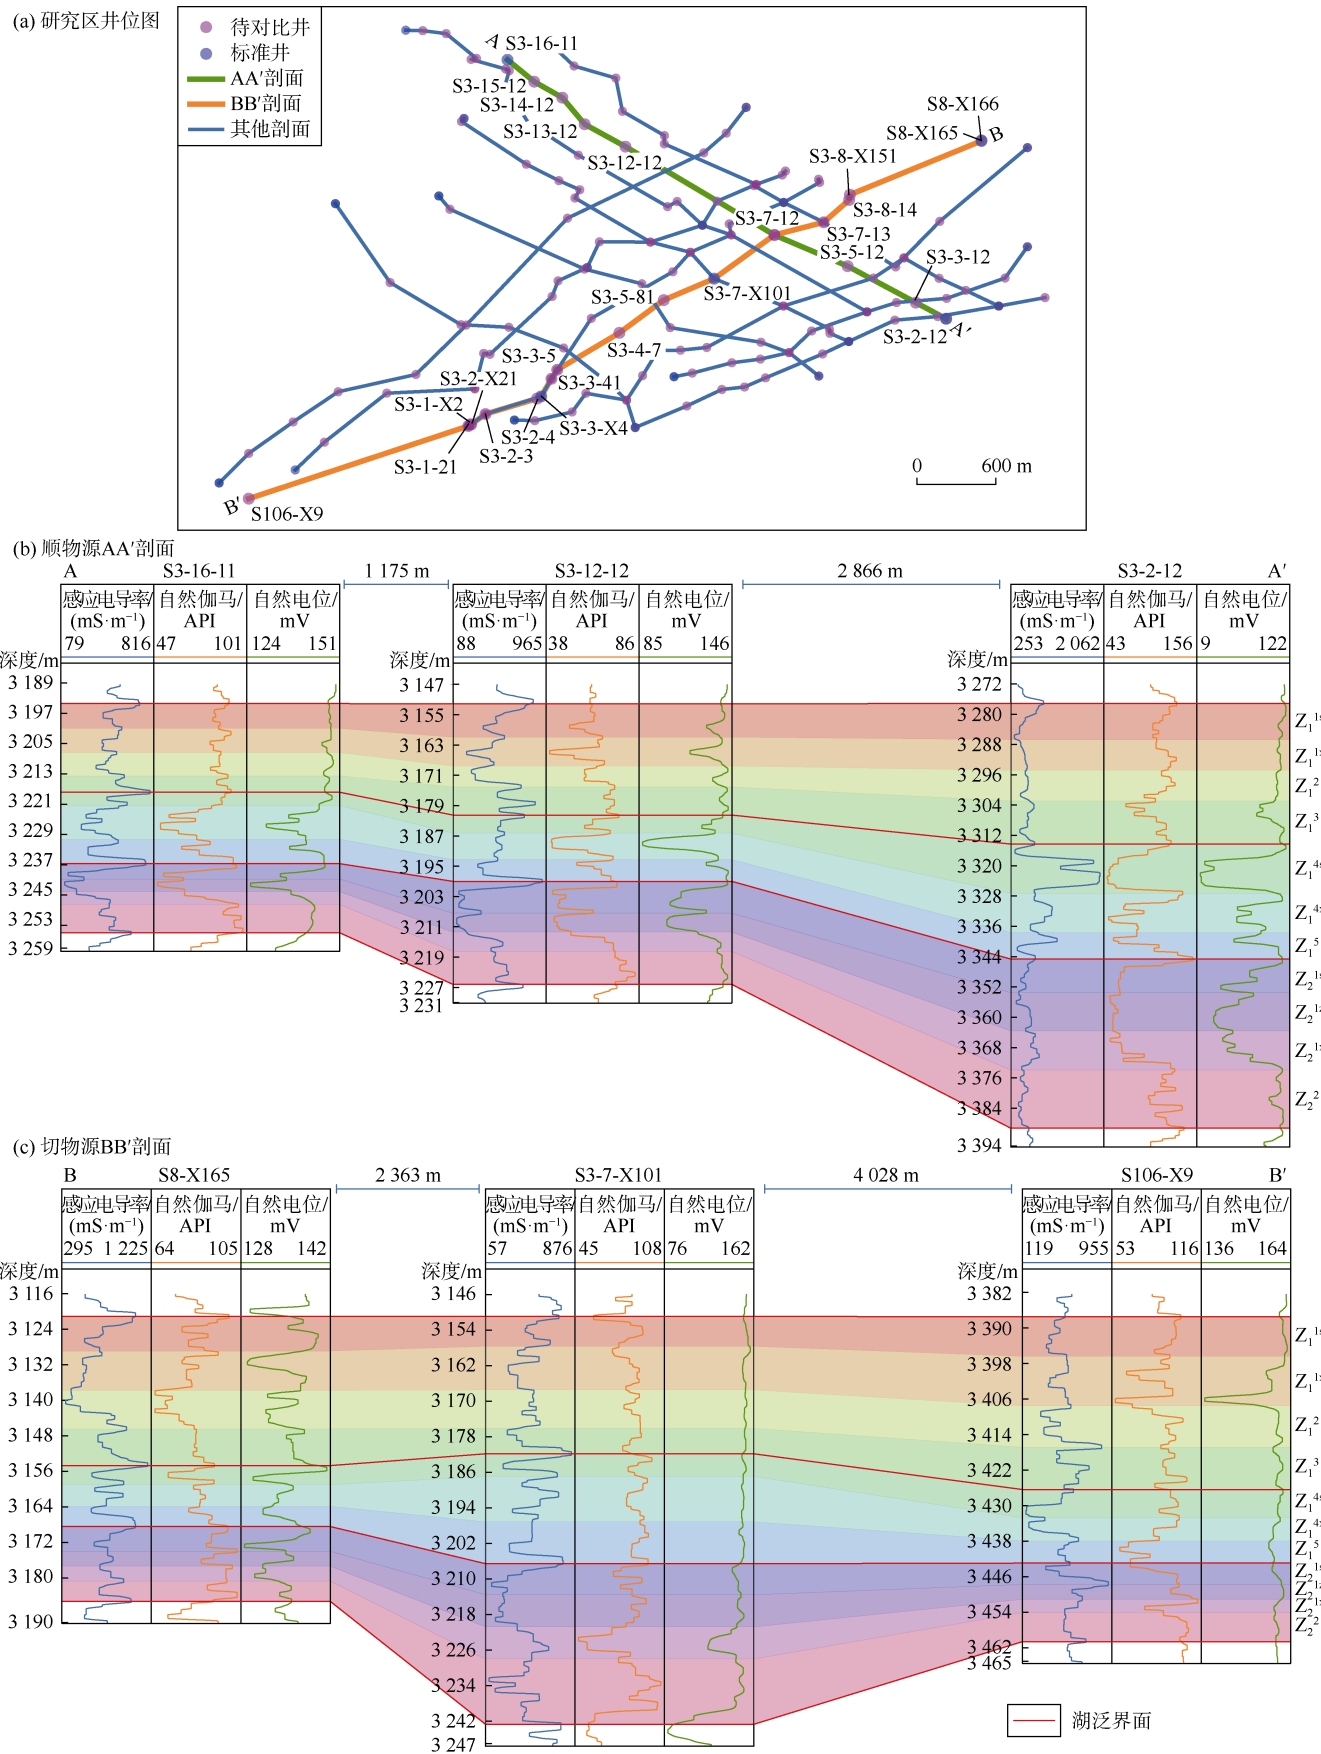 (a) 研究区井位图
待对比井
标准井
AA′剖面
BB′剖面
其他剖面
A
S3-16-11
S3-15-12
S3-14-12
S3-13-12
S3-12-12
S8-X166
S8-X165
B
S3-8-X151
S3-8-14
S3-7-12
S3-7-13
S3-5-12
S3-3-12
S3-5-81
S3-7-X101
S3-2-12
A′
S3-4-7
S3-3-5
S3-2-X21
S3-3-41
S3-1-X2
S3-2-4
S3-3-X4
S3-1-21
S3-2-3
B′
S106-X9
0 600 m
(b) 顺物源AA′剖面
A S3-16-11 1 175 m S3-12-12 2 866 m S3-2-12 A′
感应电导率/ 自然伽马/ 自然电位/ 感应电导率/ 自然伽马/ 自然电位/ 感应电导率/ 自然伽马/ 自然电位/
(mS·m⁻¹) API mV (mS·m⁻¹) API mV (mS·m⁻¹) API mV
79 816 47 101 124 151 88 965 38 86 85 146 253 2 062 43 156 9 122
深度/m 深度/m 深度/m
3 189 3 147 3 272
3 197 3 155 3 280 Z₁¹
3 205 3 163 3 288 Z₁¹
3 213 3 171 3 296 Z₁²
3 221 3 179 3 304 Z₁³
3 229 3 187 3 312
3 237 3 195 3 320 Z₁⁴
3 245 3 203 3 328
3 253 3 211 3 336 Z₁⁴
3 259 3 219 3 344 Z₁⁵
3 227 3 352 Z₂¹
3 231 3 360 Z₂¹
3 368 Z₂¹
3 376
3 384 Z₂²
3 394
(c) 切物源BB′剖面
B S8-X165 2 363 m S3-7-X101 4 028 m S106-X9 B′
感应电导率/ 自然伽马/ 自然电位/ 感应电导率/ 自然伽马/ 自然电位/ 感应电导率/ 自然伽马/ 自然电位/
(mS·m⁻¹) API mV (mS·m⁻¹) API mV (mS·m⁻¹) API mV
295 1 225 64 105 128 142 57 876 45 108 76 162 119 955 53 116 136 164
深度/m 深度/m 深度/m
3 116 3 146 3 382
3 124 3 154 3 390 Z₁¹
3 132 3 162 3 398 Z₁¹
3 140 3 170 3 406
3 148 3 178 3 414 Z₁²
3 156 3 186 3 422 Z₁³
3 164 3 194 3 430 Z₁⁴
3 172 3 202 3 438 Z₁⁴
3 180 3 210 3 446 Z₁⁵
3 190 3 218 3 454 Z₂¹
3 226 3 462 Z₂¹
3 234 3 465 Z₂¹
3 242 Z₂²
3 247
湖泛界面